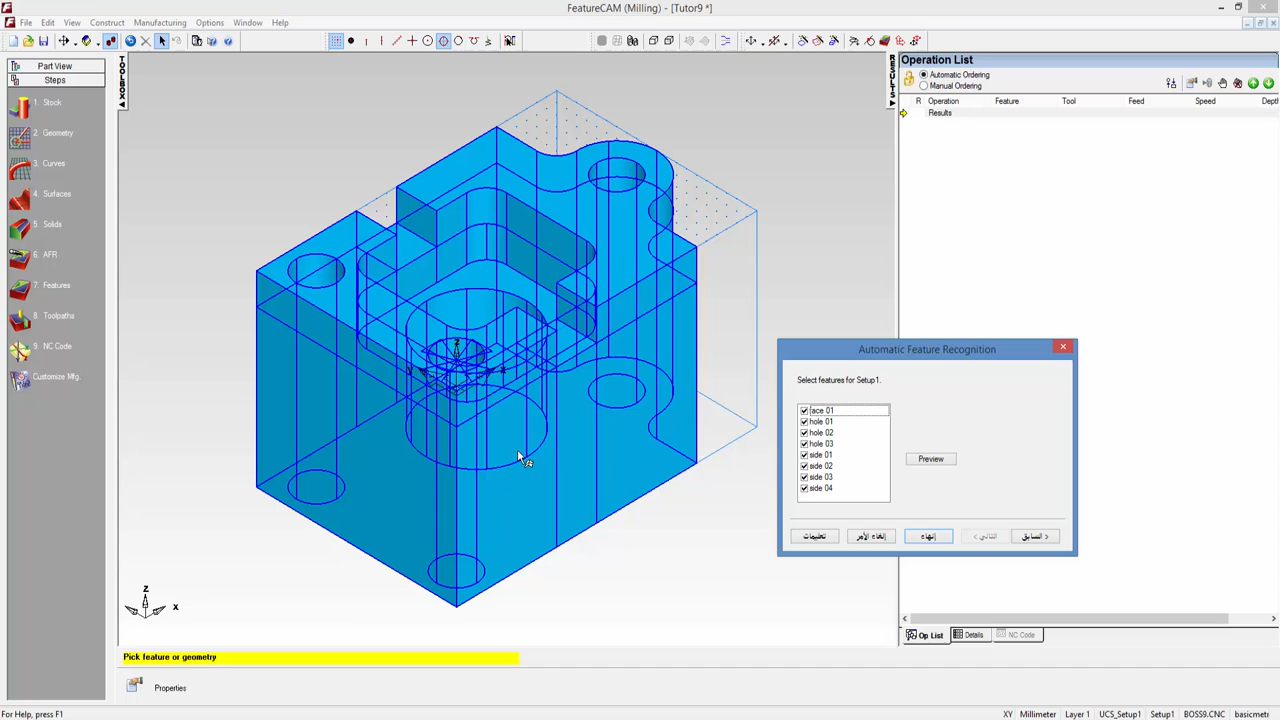 FeatureCAM (Milling) - [Tutor9 *]
File Edit View Construct Manufacturing Options Window Help
Part View
Steps
1. Stock
2. Geometry
3. Curves
4. Surfaces
5. Solids
6. AFR
7. Features
8. Toolpaths
9. NC Code
Customize Mfg.
TOOLBOX
Z
Y
X
Z
X
RESULTS
Operation List
Automatic Ordering
Manual Ordering
R Operation Feature Tool Feed Speed Depth
Results
Automatic Feature Recognition
Select features for Setup1.
face 01
hole 01
hole 02
hole 03
side 01
side 02
side 03
side 04
Preview
تعليمات إلغاء الأمر إنهاء التالي > < السابق
Op List Details NC Code
Pick feature or geometry
Properties
For Help, press F1 XY Millimeter Layer 1 UCS_Setup1 Setup1 BOSS9.CNC basicmetr